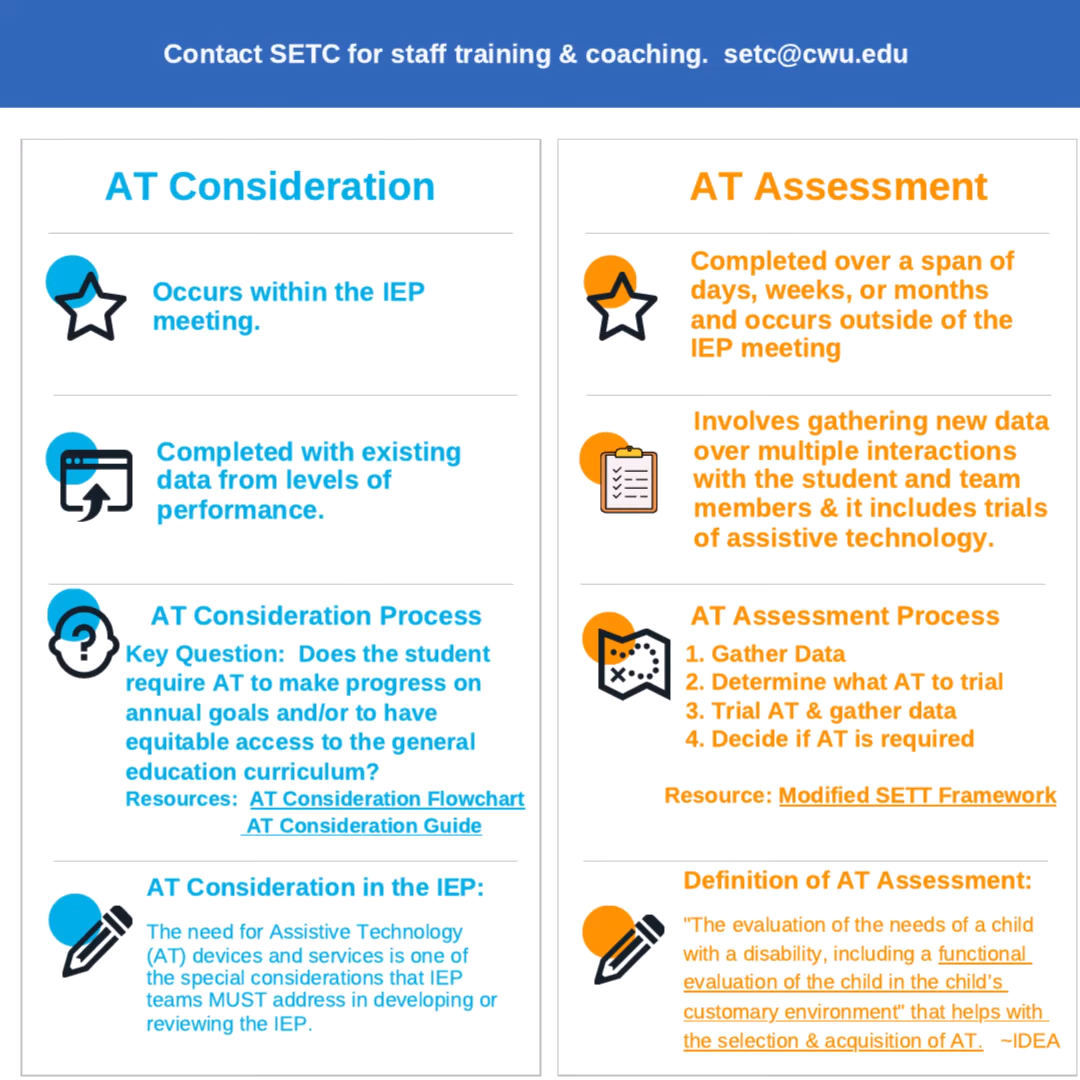 Contact SETC for staff training & coaching.  setc@cwu.edu
AT Consideration
Occurs within the IEP
meeting.
Completed with existing
data from levels of
performance.
AT Consideration Process
Key Question:  Does the student
require AT to make progress on
annual goals and/or to have
equitable access to the general
education curriculum?
Resources:  AT Consideration Flowchart
AT Consideration Guide
AT Consideration in the IEP:
The need for Assistive Technology
(AT) devices and services is one of
the special considerations that IEP
teams MUST address in developing or
reviewing the IEP.
AT Assessment
Completed over a span of
days, weeks, or months
and occurs outside of the
IEP meeting
Involves gathering new data
over multiple interactions
with the student and team
members & it includes trials
of assistive technology.
AT Assessment Process
1. Gather Data
2. Determine what AT to trial
3. Trial AT & gather data
4. Decide if AT is required
Resource: Modified SETT Framework
Definition of AT Assessment:
"The evaluation of the needs of a child
with a disability, including a functional
evaluation of the child in the child's
customary environment" that helps with
the selection & acquisition of AT.   ~IDEA